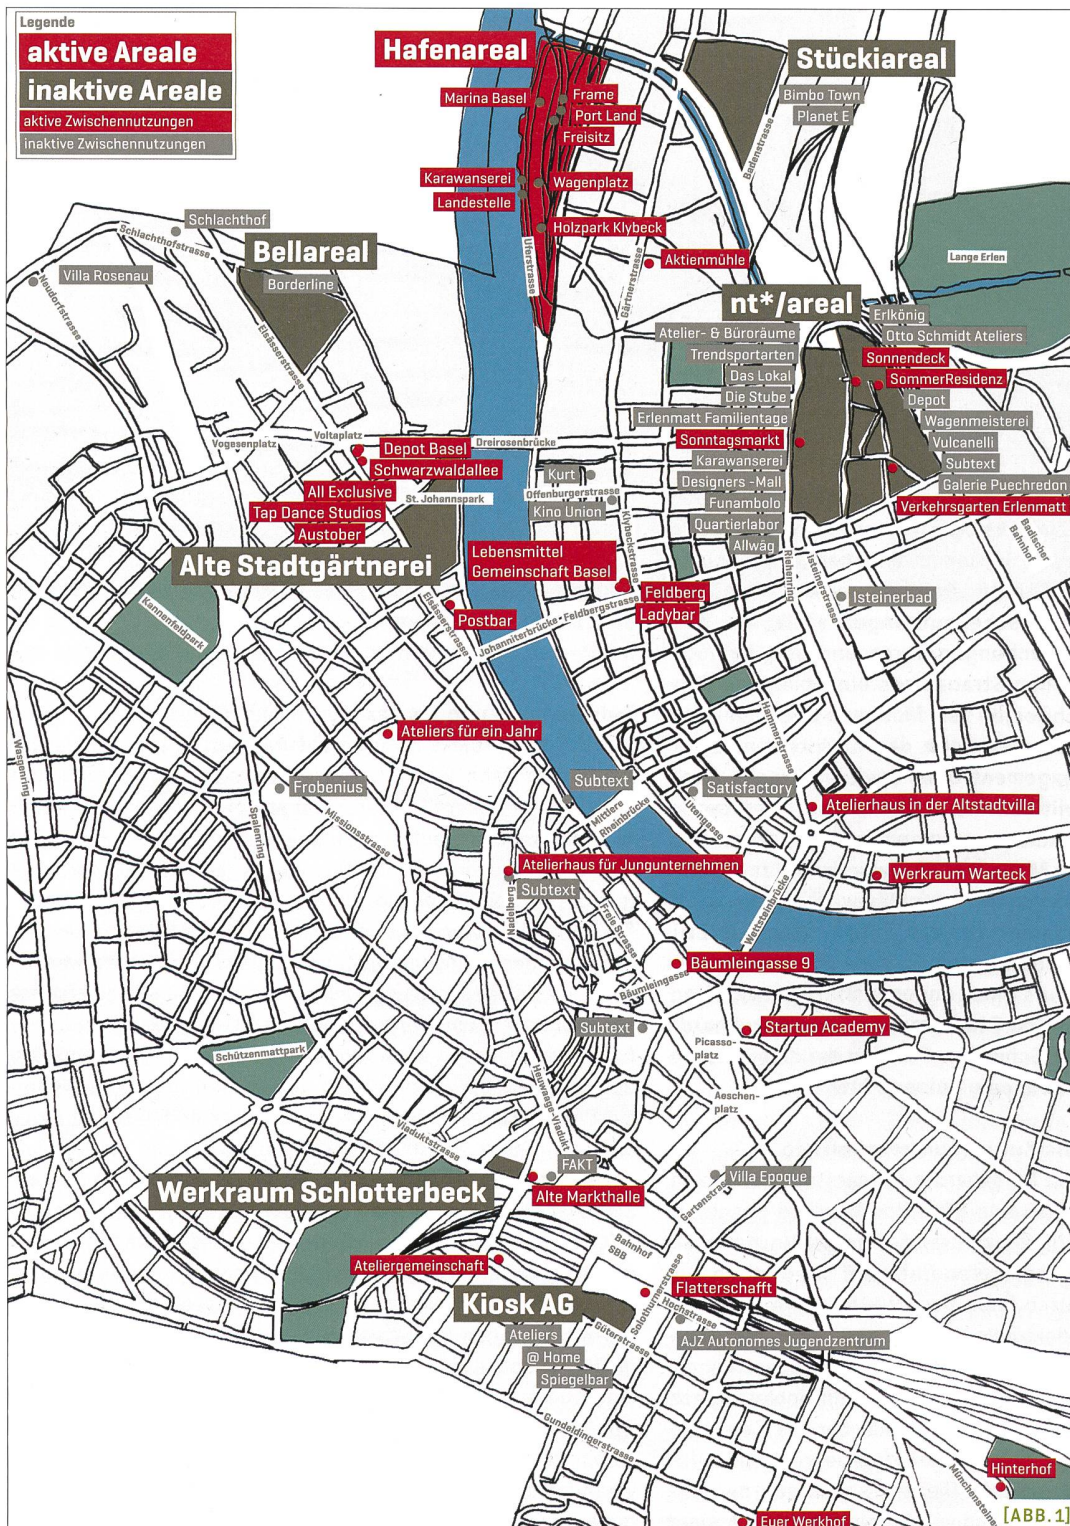 Legende
aktive Areale
inaktive Areale
aktive Zwischennutzungen
inaktive Zwischennutzungen
Hafenareal
Stückiareal
Bimbo Town
Planet E
Marina Basel
Frame
Port Land
Freisitz
Badenstrasse
Karawanserei
Landestelle
Wagenplatz
Holzpark Klybeck
Uferstrasse
Gärtnerstrasse
Aktienmühle
Schlachthof
Schlachthofstrasse
Bellareal
Borderline
Villa Rosenau
Neudorfstrasse
Elsässerstrasse
Lange Erlen
nt*/areal
Erlkönig
Otto Schmidt Ateliers
Atelier- & Büroräume
Trendsportarten
Das Lokal
Die Stube
Erlenmatt Familientage
Sonntagsmarkt
Karawanserei
Designers -Mall
Funambolo
Quartierlabor
Allwäg
Sonnendeck
SommerResidenz
Depot
Wagenmeisterei
Vulcanelli
Subtext
Galerie Puechredon
Verkehrsgarten Erlenmatt
Vogesenplatz
Voltaplatz
Dreirosenbrücke
Depot Basel
Schwarzwaldallee
All Exclusive
Tap Dance Studios
Austober
St. Johannspark
Kurt
Offenburgerstrasse
Kino Union
Klybeckstrasse
Riehenring
Isteinerstrasse
Badischer
Bahnhof
Alte Stadtgärtnerei
Lebensmittel
Gemeinschaft Basel
Feldberg
Ladybar
Isteinerbad
Kannenfeldpark
Elsässerstrasse
Postbar
Johanniterbrücke - Feldbergstrasse
Hammerstrasse
Wasgenring
Ateliers für ein Jahr
Frobenius
Spalenring
Missionsstrasse
Subtext
Mittlere
Rheinbrücke
Satisfactory
Utengasse
Atelierhaus in der Altstadtvilla
Atelierhaus für Jungunternehmen
Subtext
Nadelberg
Freie Strasse
Wettsteinbrücke
Werkraum Warteck
Bäumleingasse 9
Bäumleingasse
Subtext
Startup Academy
Picasso-
platz
Aeschen-
platz
Schützenmattpark
Heuwaage-Viadukt
Viaduktstrasse
FAKT
Werkraum Schlotterbeck
Alte Markthalle
Villa Epoque
Gartenstrasse
Bahnhof
SBB
Ateliergemeinschaft
Solothurnerstrasse
Flatterschafft
Hochstrasse
Kiosk AG
Güterstrasse
AJZ Autonomes Jugendzentrum
Ateliers
@ Home
Spiegelbar
Gundeldingerstrasse
Münchensteiner
Hinterhof
Euer Werkhof
[ABB.1]